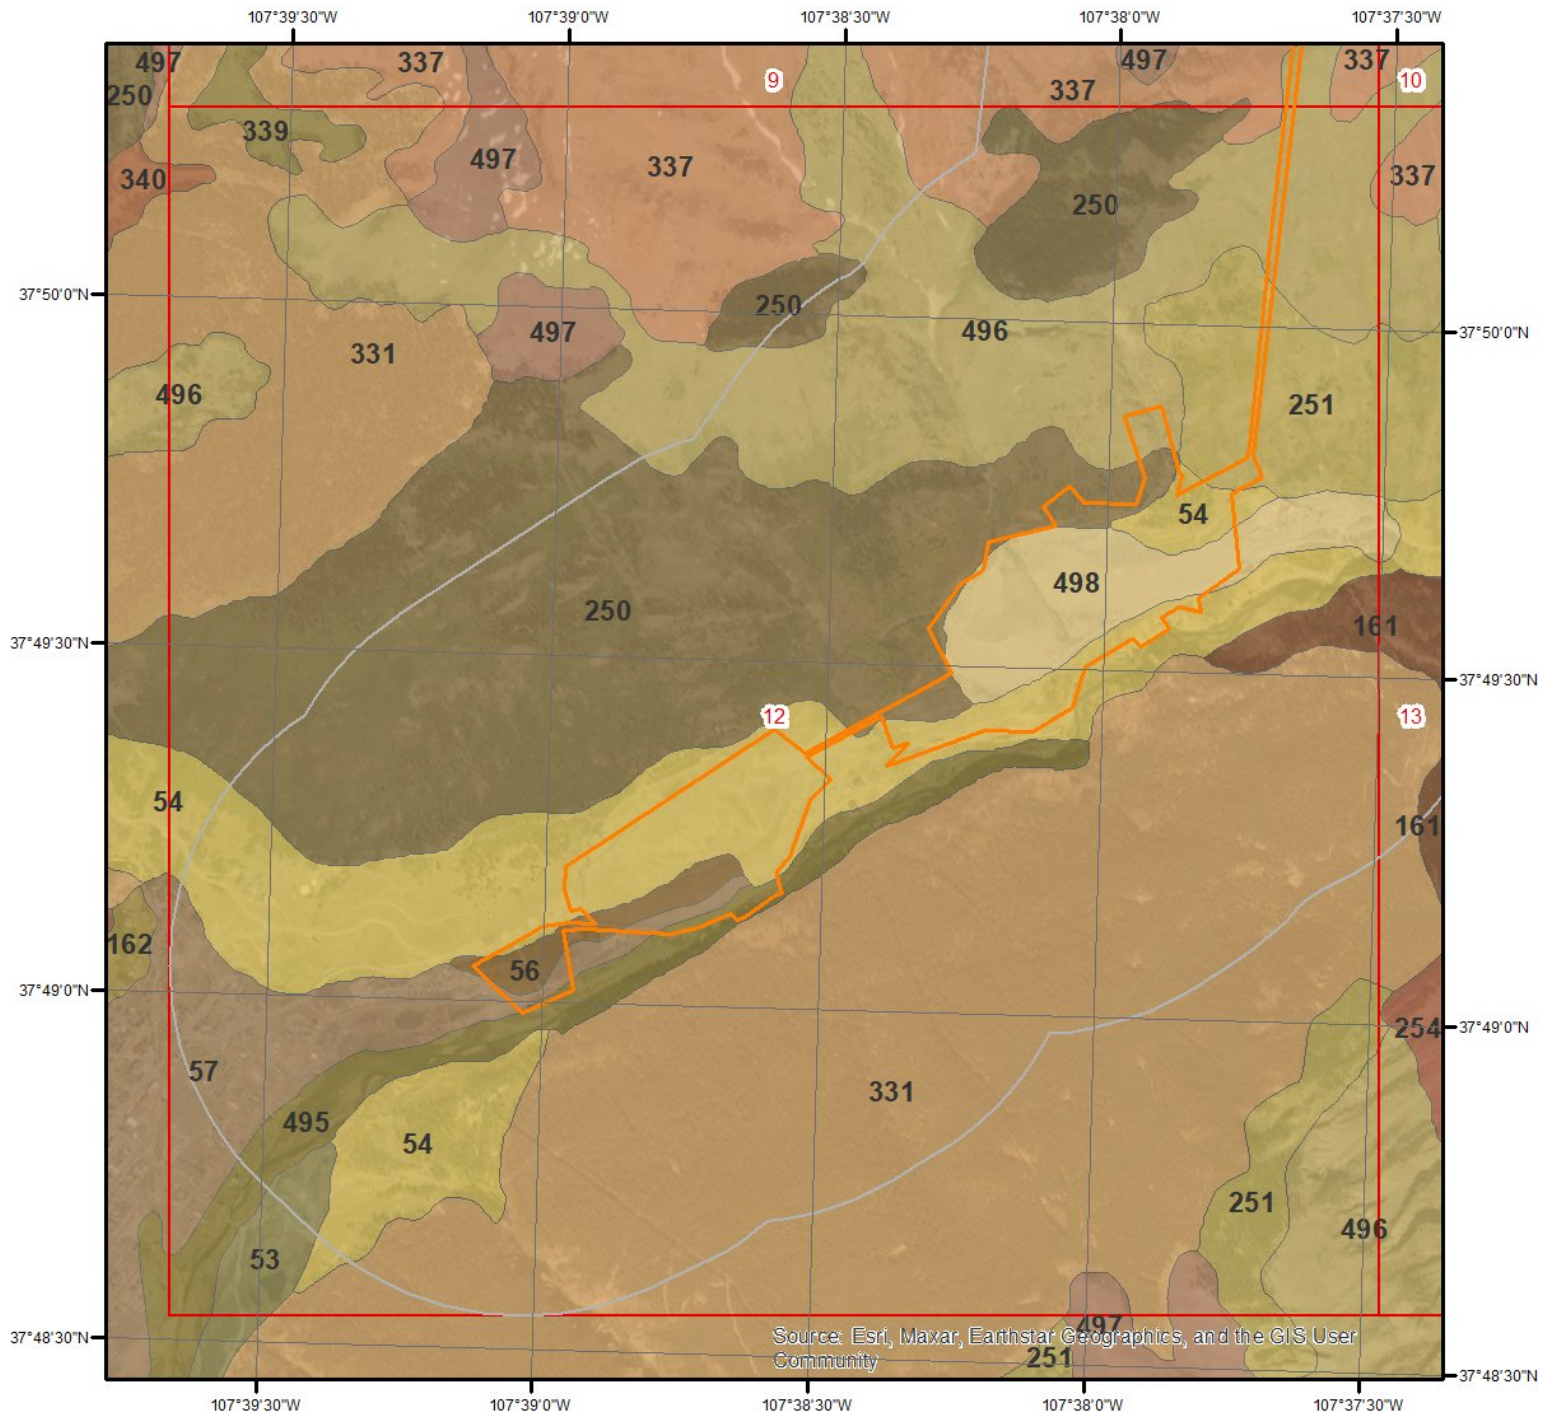 107°39'30"W 107°39'0"W 107°38'30"W 107°38'0"W 107°37'30"W
497 337 9 497 337 10
250 337
339
497 337
340 337
250
37°50'0"N
250
497 496 37°50'0"N
331
496 251
54
498
250
161
37°49'30"N
37°49'30"N
12 13
54
161
162
56
37°49'0"N
254 37°49'0"N
57
331
495
54
251
496
53
497
37°48'30"N Source: Esri, Maxar, Earthstar Geographics, and the GIS User
Community
251
37°48'30"N
107°39'30"W 107°39'0"W 107°38'30"W 107°38'0"W 107°37'30"W